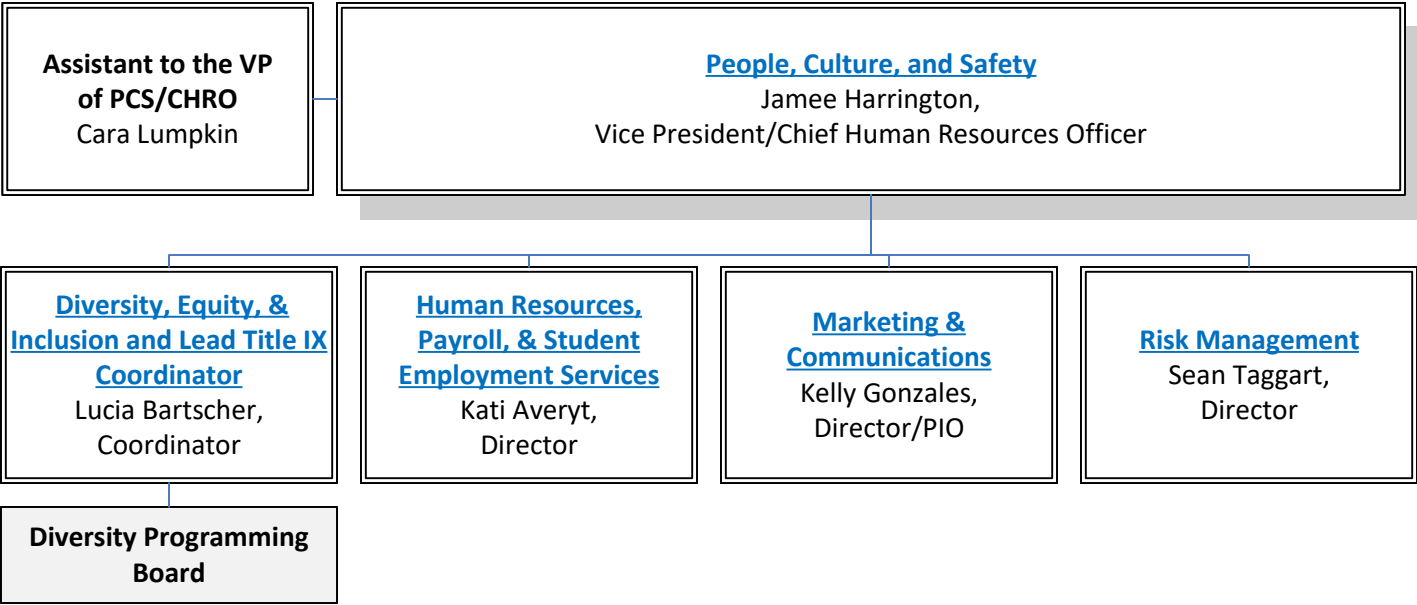 Assistant to the VP
of PCS/CHRO
Cara Lumpkin
People, Culture, and Safety
Jamee Harrington,
Vice President/Chief Human Resources Officer
Diversity, Equity, &
Inclusion and Lead Title IX
Coordinator
Lucia Bartscher,
Coordinator
Human Resources,
Payroll, & Student
Employment Services
Kati Averyt,
Director
Marketing &
Communications
Kelly Gonzales,
Director/PIO
Risk Management
Sean Taggart,
Director
Diversity Programming
Board